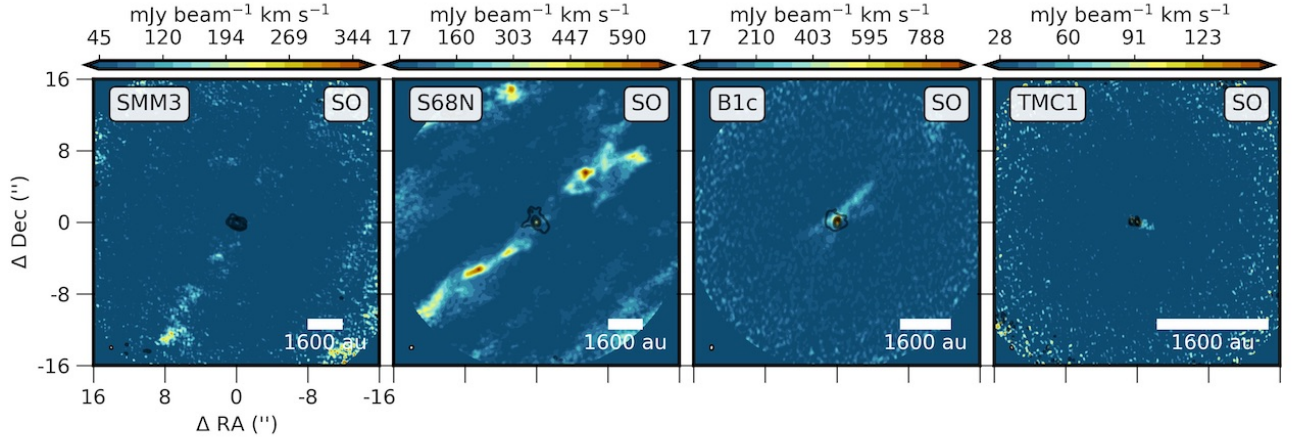 mJy beam⁻¹ km s⁻¹ mJy beam⁻¹ km s⁻¹ mJy beam⁻¹ km s⁻¹ mJy beam⁻¹ km s⁻¹
45 120 194 269 344 17 160 303 447 590 17 210 403 595 788 28 60 91 123
16
SMM3 SO S68N SO B1c SO TMC1 SO
8
0
-8
-16
Δ Dec ('')
1600 au 1600 au 1600 au 1600 au
16 8 0 -8 -16
Δ RA ('')